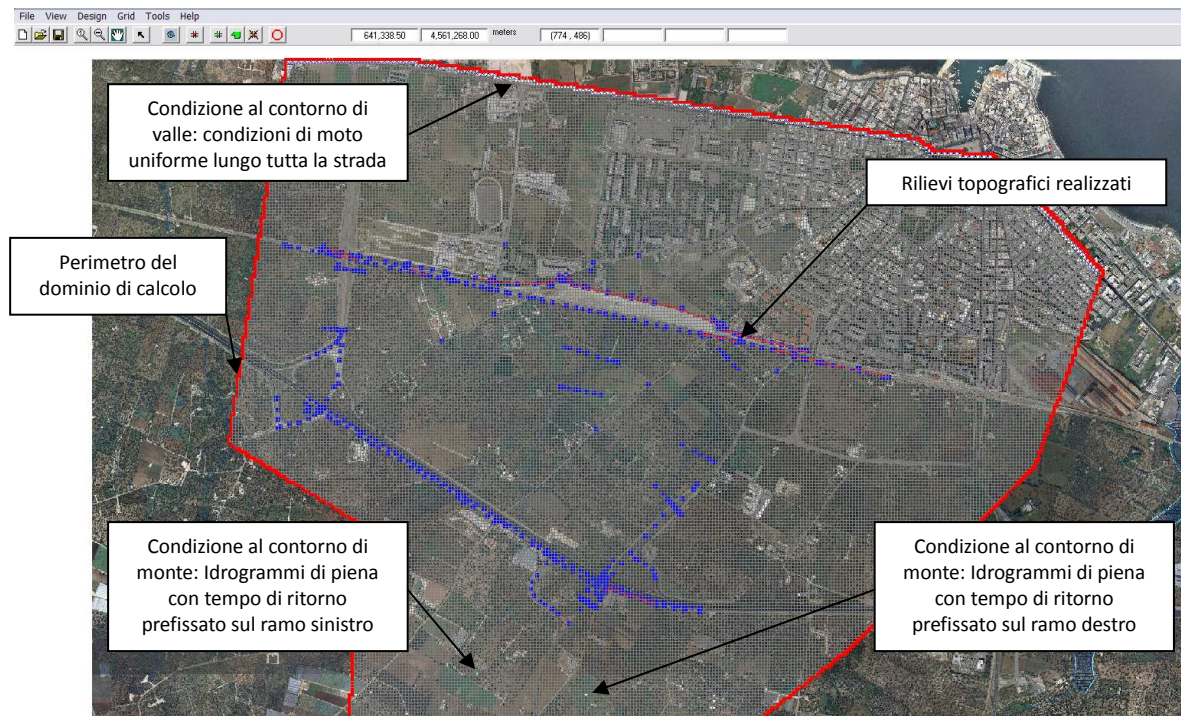 File View Design Grid Tools Help
641,338.50 4,561,268.00 meters (774 , 486)
Condizione al contorno di
valle: condizioni di moto
uniforme lungo tutta la strada
Rilievi topografici realizzati
Perimetro del
dominio di calcolo
Condizione al contorno di
monte: Idrogrammi di piena
con tempo di ritorno
prefissato sul ramo sinistro
Condizione al contorno di
monte: Idrogrammi di piena
con tempo di ritorno
prefissato sul ramo destro